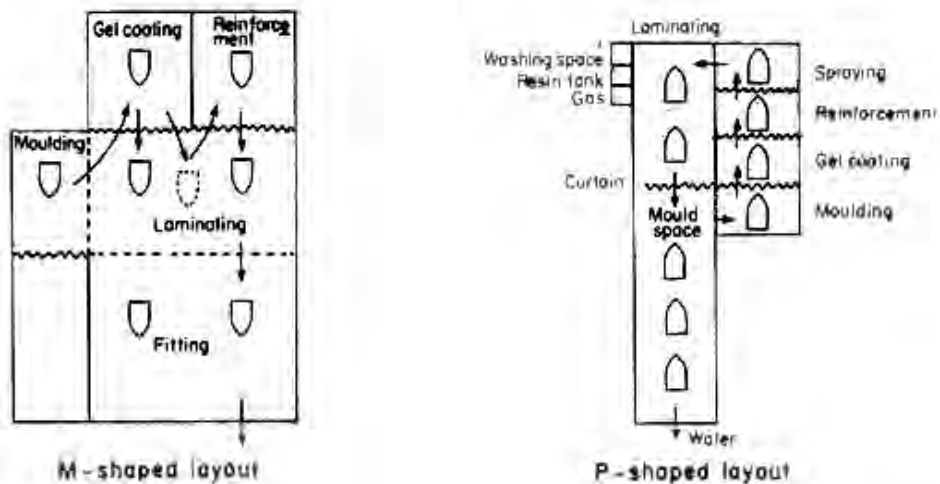 Gel coating
Reinforce
ment
Moulding
Laminating
Fitting
M-shaped layout
Laminating
Washing space
Resin tank
Gas
Curtain
Mould
space
Spraying
Reinforcement
Gel coating
Moulding
Water
P-shaped layout